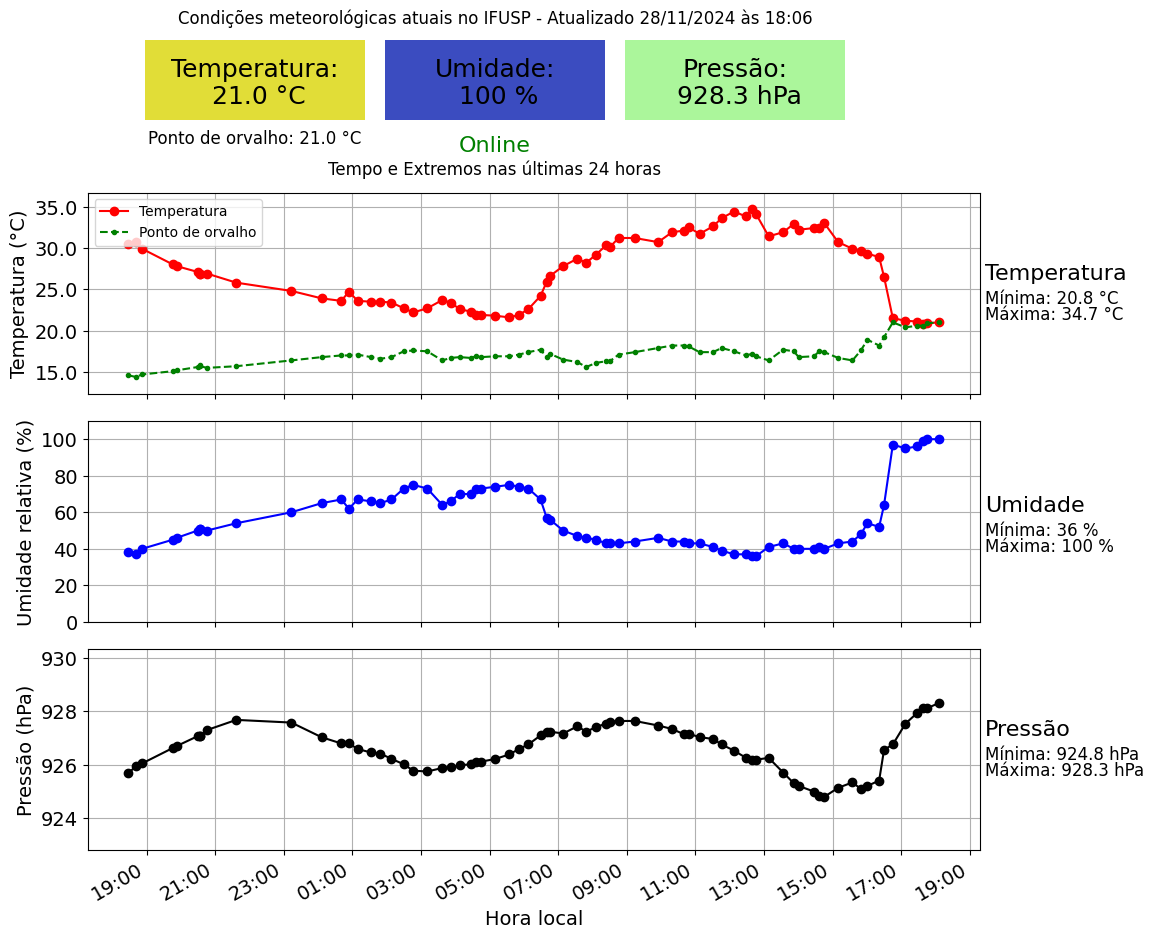 Condições meteorológicas atuais no IFUSP - Atualizado 28/11/2024 às 18:06
Temperatura:
21.0 °C
Umidade:
100 %
Pressão:
928.3 hPa
Ponto de orvalho: 21.0 °C
Online
Tempo e Extremos nas últimas 24 horas
Temperatura (°C)
35.0
30.0
25.0
20.0
15.0
Temperatura
Ponto de orvalho
Temperatura
Mínima: 20.8 °C
Máxima: 34.7 °C
Umidade relativa (%)
100
80
60
40
20
0
Umidade
Mínima: 36 %
Máxima: 100 %
Pressão (hPa)
930
928
926
924
Pressão
Mínima: 924.8 hPa
Máxima: 928.3 hPa
19:00
21:00
23:00
01:00
03:00
05:00
07:00
09:00
11:00
13:00
15:00
17:00
19:00
Hora local